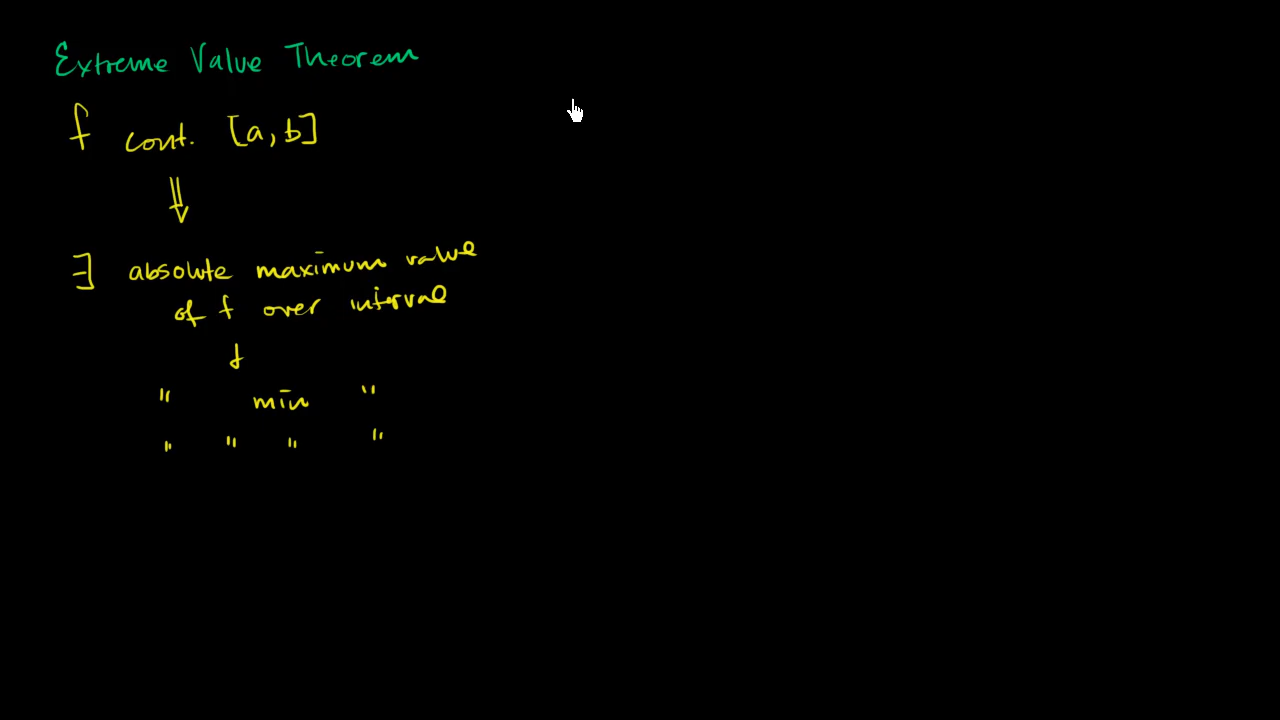 Extreme Value Theorem
f cont. [a, b]
⇓
∃ absolute maximum value
of f over interval
&
" min "
" " " "